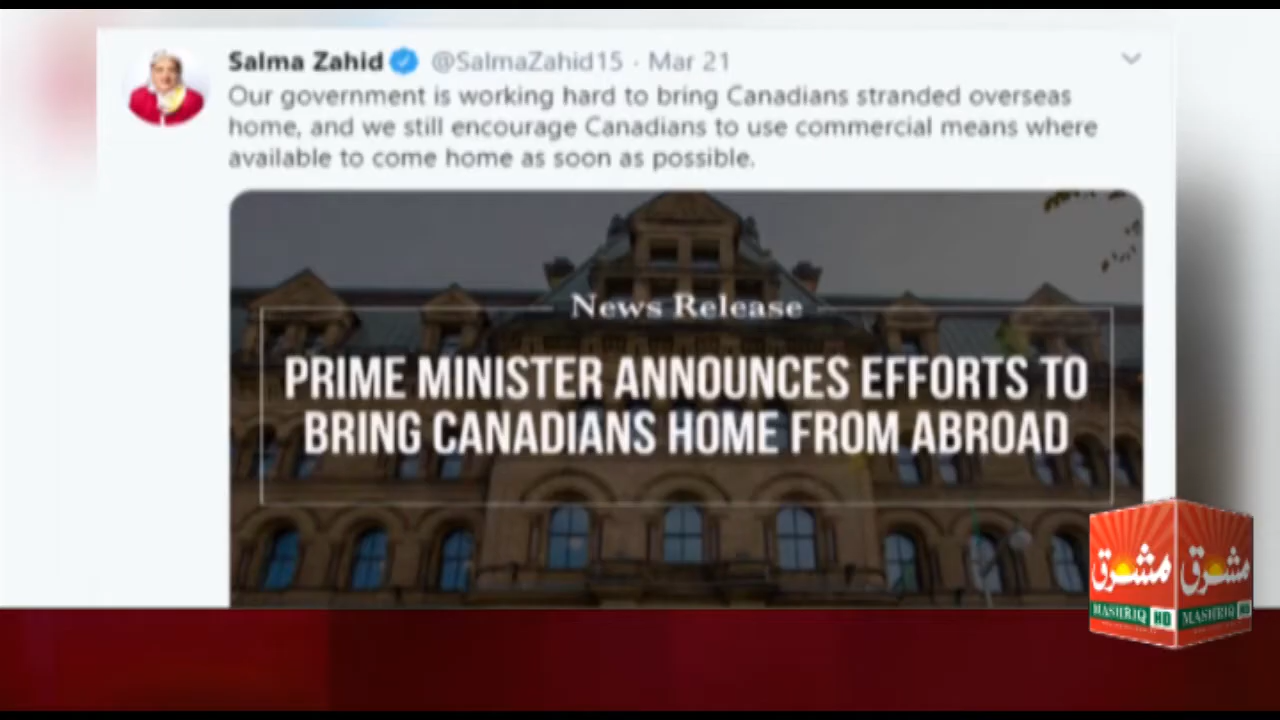 Salma Zahid @SalmaZahid15 · Mar 21
Our government is working hard to bring Canadians stranded overseas
home, and we still encourage Canadians to use commercial means where
available to come home as soon as possible.
News Release
PRIME MINISTER ANNOUNCES EFFORTS TO
BRING CANADIANS HOME FROM ABROAD
مشرق مشرق
MASHRIQ HD MASHRIQ HD